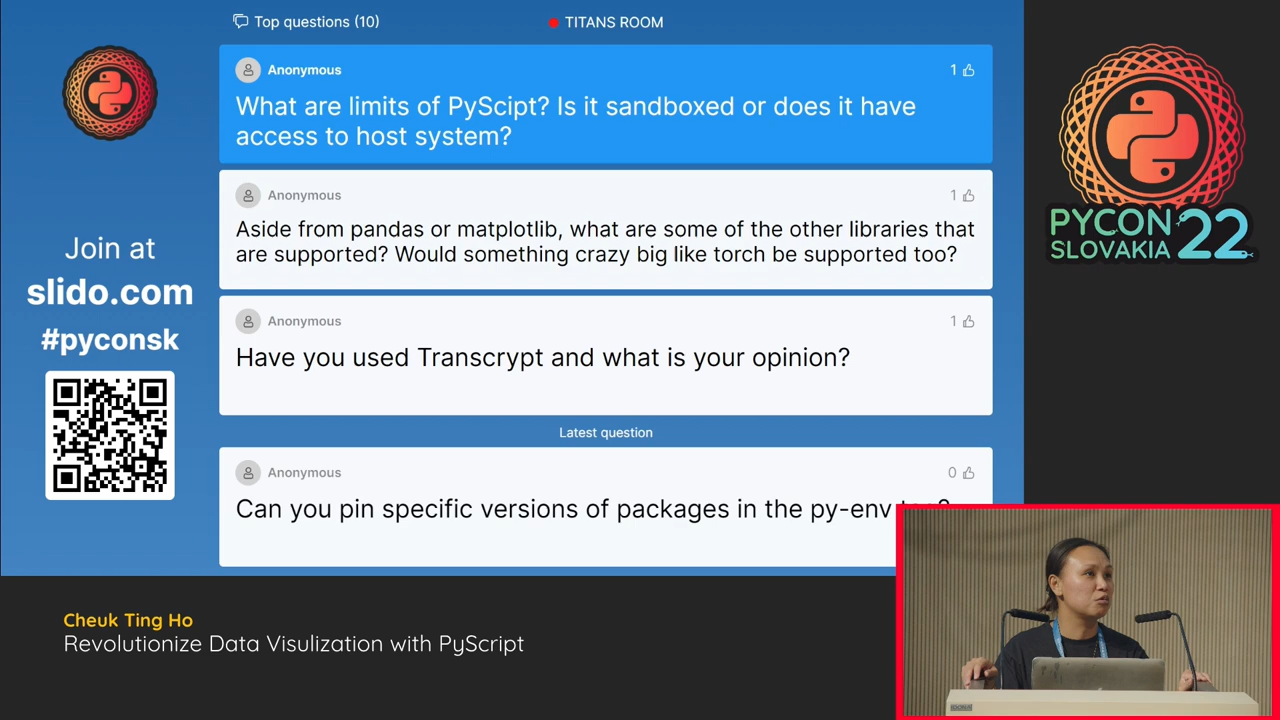 Top questions (10)
TITANS ROOM
Anonymous
1
What are limits of PyScipt? Is it sandboxed or does it have
access to host system?
Anonymous
1
Aside from pandas or matplotlib, what are some of the other libraries that
are supported? Would something crazy big like torch be supported too?
Anonymous
1
Have you used Transcrypt and what is your opinion?
Latest question
Anonymous
0
Can you pin specific versions of packages in the py-env
Join at
slido.com
#pyconsk
PYCON
SLOVAKIA
22
Cheuk Ting Ho
Revolutionize Data Visulization with PyScript